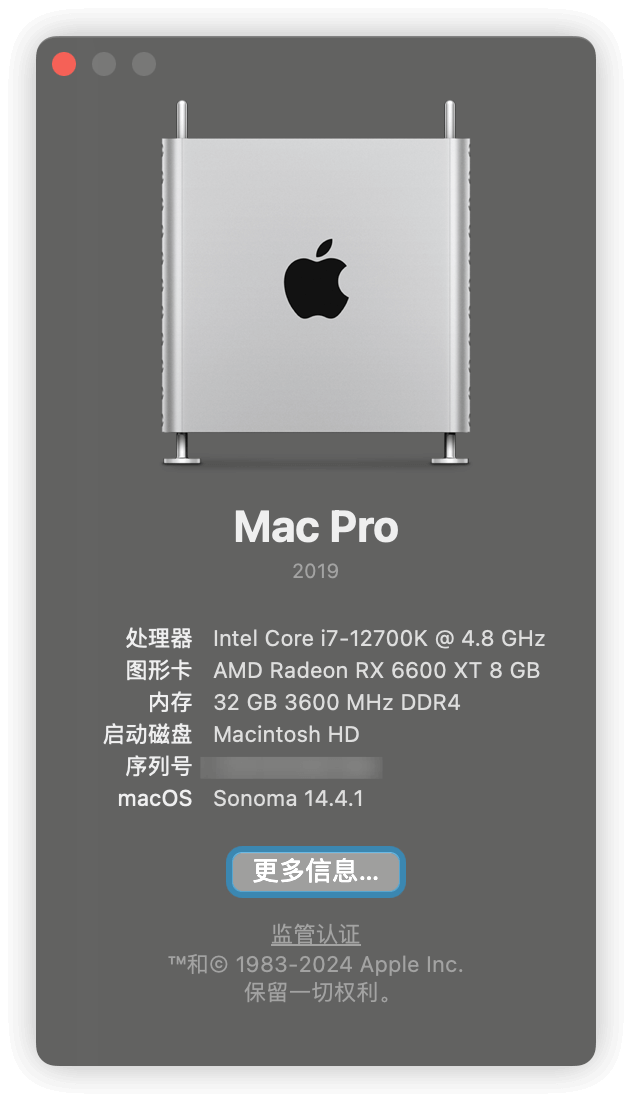 Mac Pro
2019
处理器 Intel Core i7-12700K @ 4.8 GHz
图形卡 AMD Radeon RX 6600 XT 8 GB
内存 32 GB 3600 MHz DDR4
启动磁盘 Macintosh HD
序列号
macOS Sonoma 14.4.1
更多信息...
监管认证
™和© 1983-2024 Apple Inc.
保留一切权利。